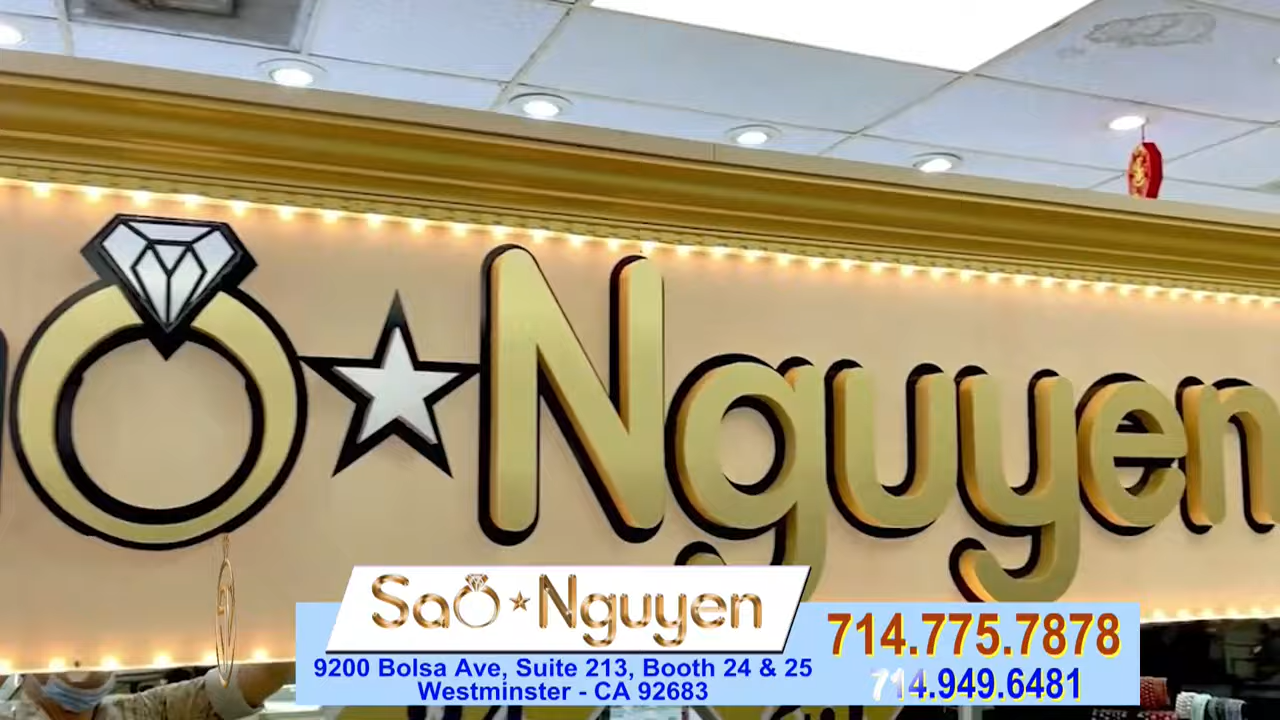 aO★Nguyen
SaO★Nguyen
714.775.7878
9200 Bolsa Ave, Suite 213, Booth 24 & 25
Westminster - CA 92683
714.949.6481